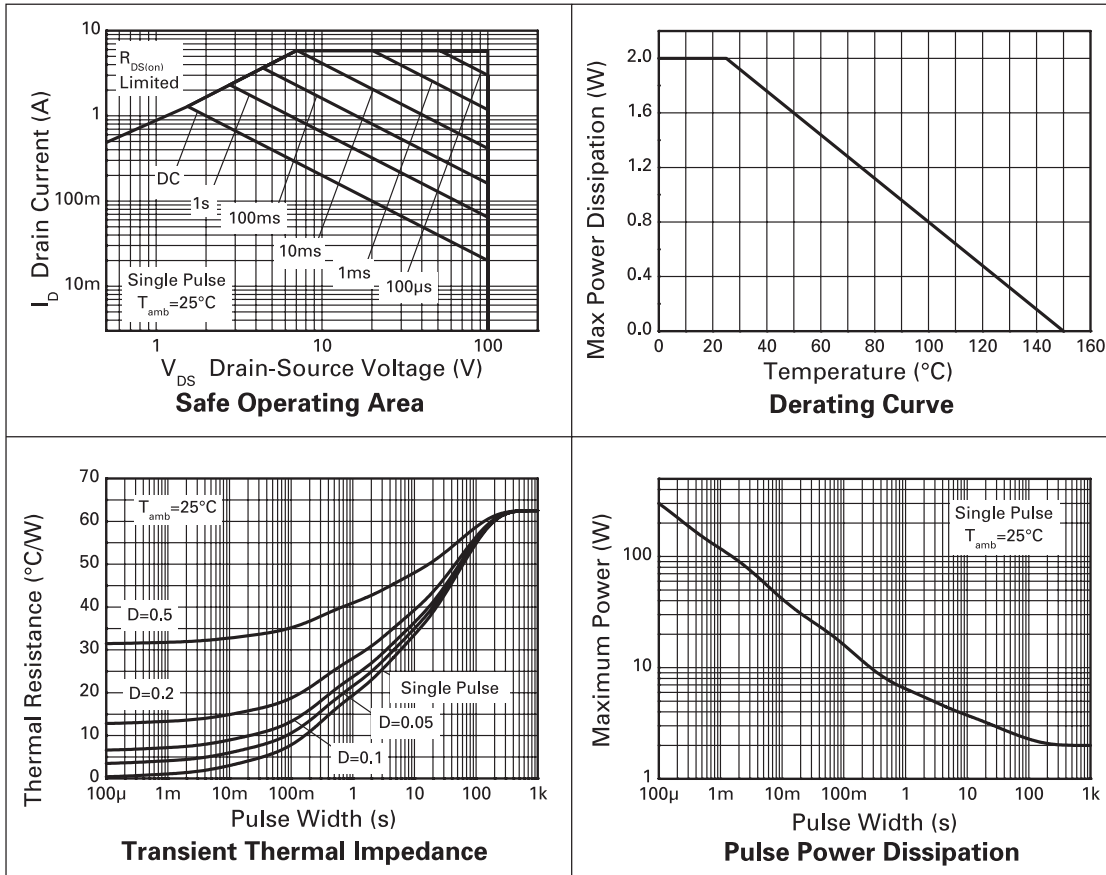 10
1
100m
10m
I_D Drain Current (A)
R_DS(on)
Limited
DC
1s
100ms
10ms
1ms
100µs
Single Pulse
T_amb=25°C
1
10
100
V_DS Drain-Source Voltage (V)
Safe Operating Area
Max Power Dissipation (W)
2.0
1.6
1.2
0.8
0.4
0.0
0
20
40
60
80
100
120
140
160
Temperature (°C)
Derating Curve
Thermal Resistance (°C/W)
70
60
50
40
30
20
10
0
T_amb=25°C
D=0.5
D=0.2
Single Pulse
D=0.05
D=0.1
100µ
1m
10m
100m
1
10
100
1k
Pulse Width (s)
Transient Thermal Impedance
Maximum Power (W)
100
10
1
Single Pulse
T_amb=25°C
100µ
1m
10m
100m
1
10
100
1k
Pulse Width (s)
Pulse Power Dissipation